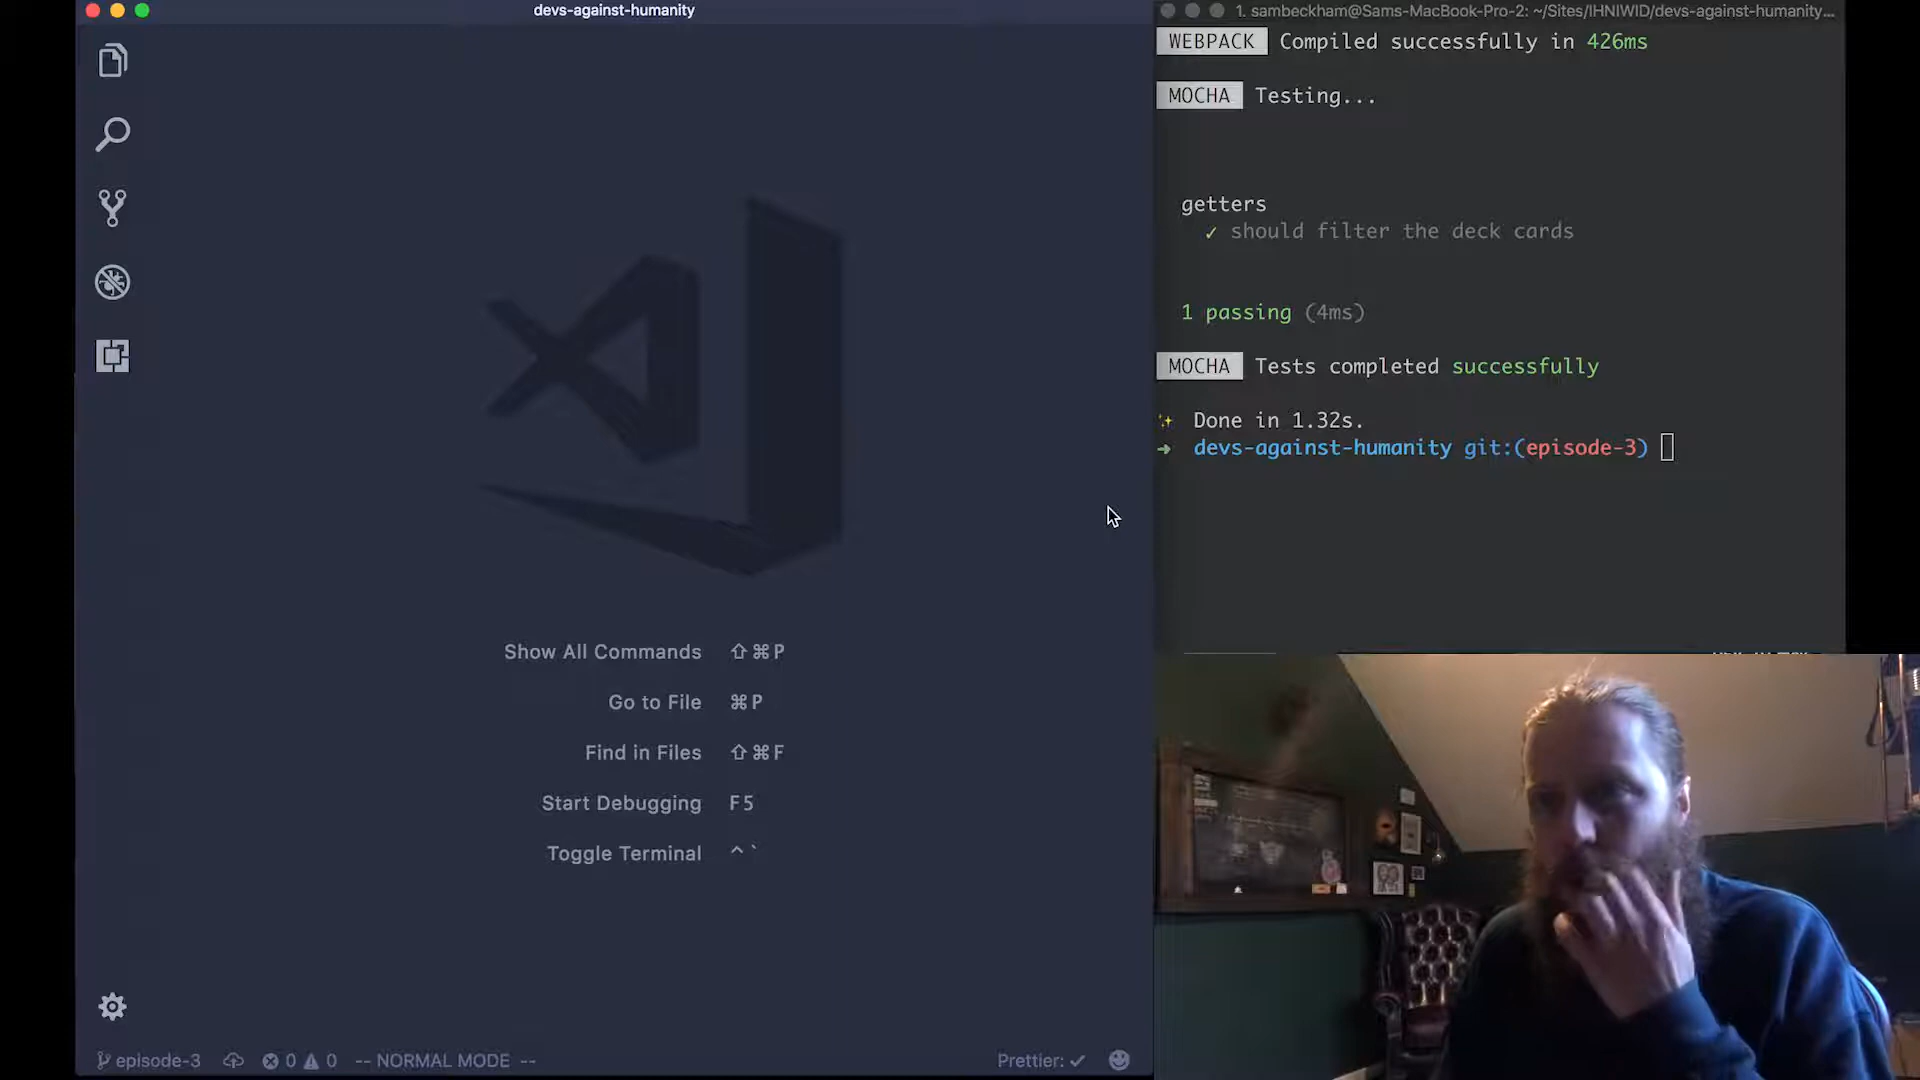 devs-against-humanity
Show All Commands ⇧⌘P
Go to File ⌘P
Find in Files ⇧⌘F
Start Debugging F5
Toggle Terminal ⌃`
episode-3 0 0 -- NORMAL MODE -- Prettier: ✓
1. sambeckham@Sams-MacBook-Pro-2: ~/Sites/IHNIWID/devs-against-humanity...
WEBPACK Compiled successfully in 426ms
MOCHA Testing...
getters
✓ should filter the deck cards
1 passing (4ms)
MOCHA Tests completed successfully
✨ Done in 1.32s.
➜ devs-against-humanity git:(episode-3)